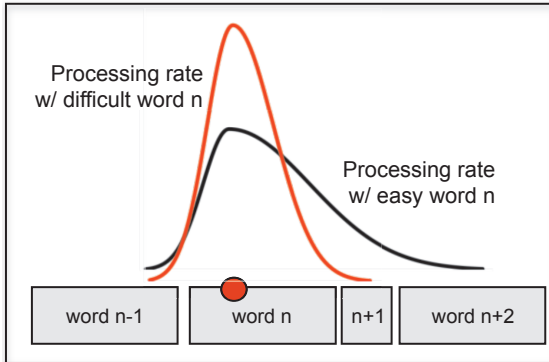 Processing rate
w/ difficult word n
Processing rate
w/ easy word n
word n-1
word n
n+1
word n+2